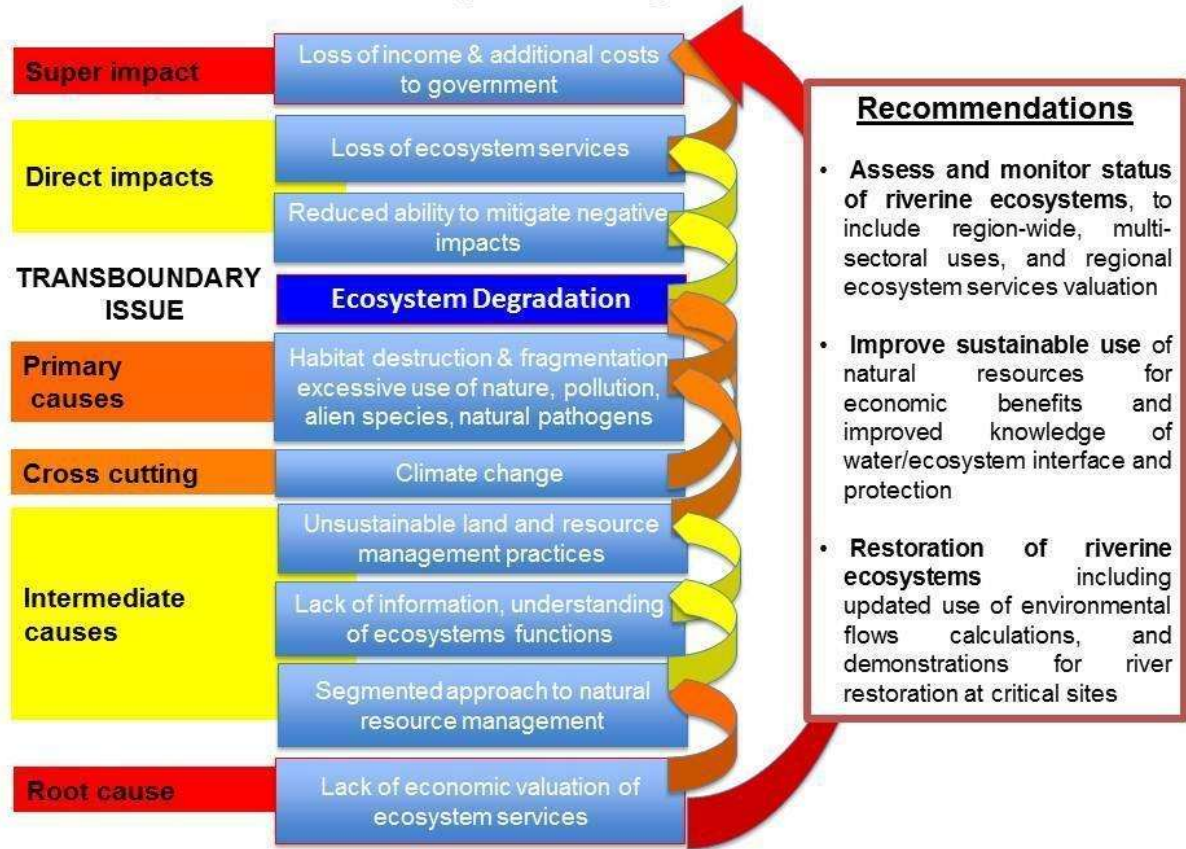 Super impact
Loss of income & additional costs
to government
Direct impacts
Loss of ecosystem services
Reduced ability to mitigate negative
impacts
TRANSBOUNDARY
ISSUE
Ecosystem Degradation
Primary
causes
Habitat destruction & fragmentation
excessive use of nature, pollution,
alien species, natural pathogens
Cross cutting
Climate change
Intermediate
causes
Unsustainable land and resource
management practices
Lack of information, understanding
of ecosystems functions
Segmented approach to natural
resource management
Root cause
Lack of economic valuation of
ecosystem services
Recommendations
• Assess and monitor status
of riverine ecosystems, to
include region-wide, multi-
sectoral uses, and regional
ecosystem services valuation
• Improve sustainable use of
natural resources for
economic benefits and
improved knowledge of
water/ecosystem interface and
protection
• Restoration of riverine
ecosystems including
updated use of environmental
flows calculations, and
demonstrations for river
restoration at critical sites